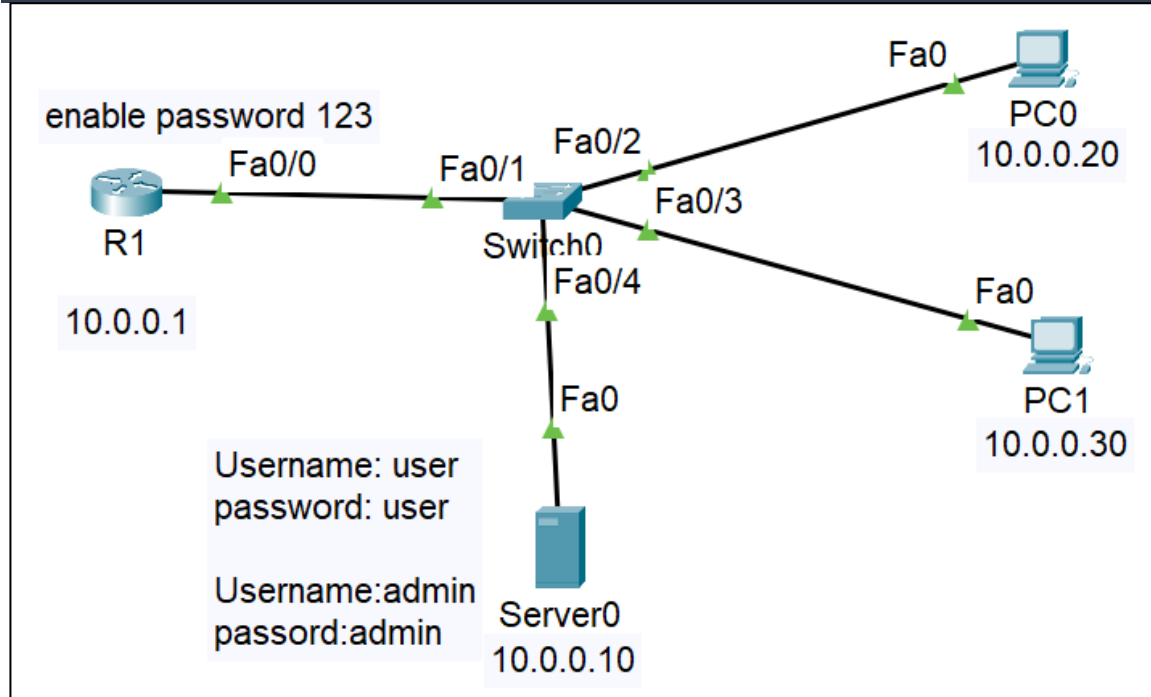 enable password 123
Fa0/0
Fa0/1
R1
10.0.0.1
Switch0
Fa0/2
Fa0/3
Fa0/4
Fa0
PC0
10.0.0.20
Fa0
PC1
10.0.0.30
Fa0
Username: user
password: user
Username:admin
passord:admin
Server0
10.0.0.10